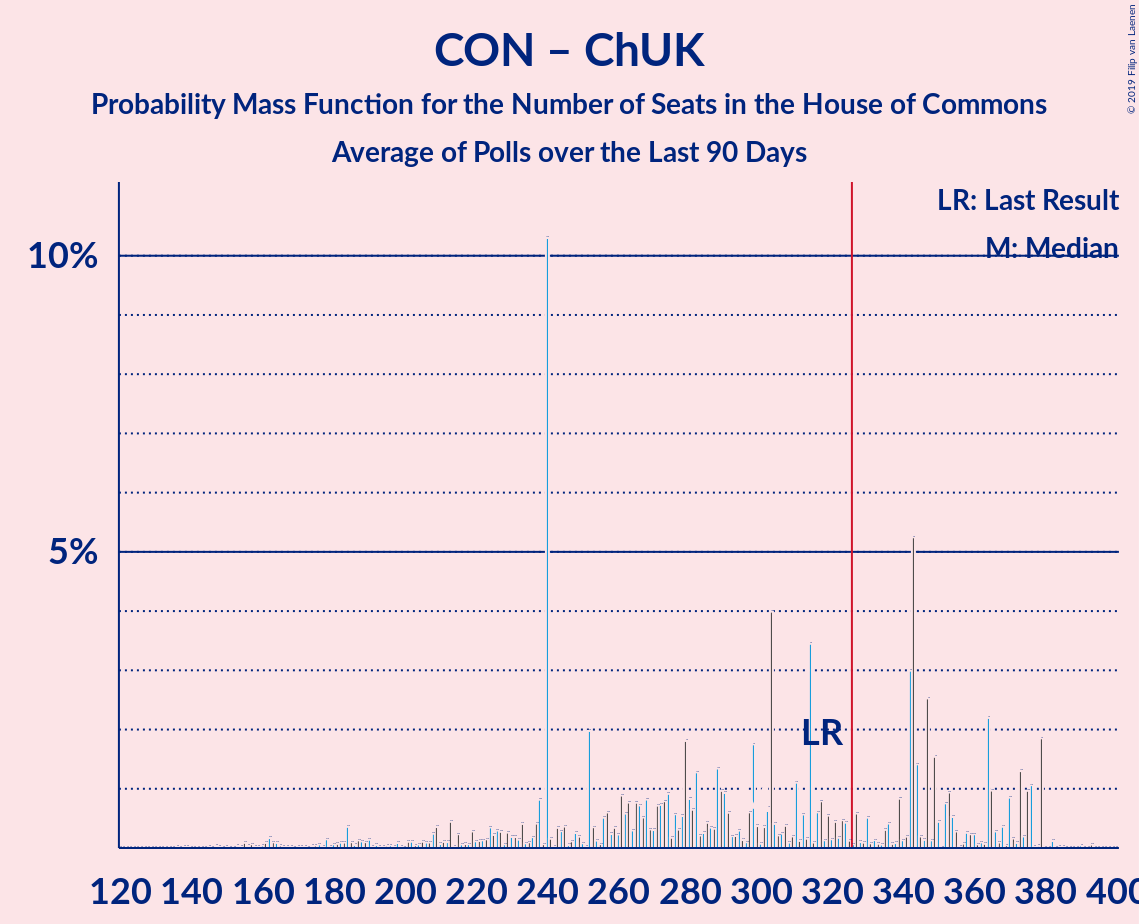 CON – ChUK
Probability Mass Function for the Number of Seats in the House of Commons
Average of Polls over the Last 90 Days
© 2019 Filip van Laenen
LR: Last Result
M: Median
10%
5%
LR
120 140 160 180 200 220 240 260 280 300 320 340 360 380 400